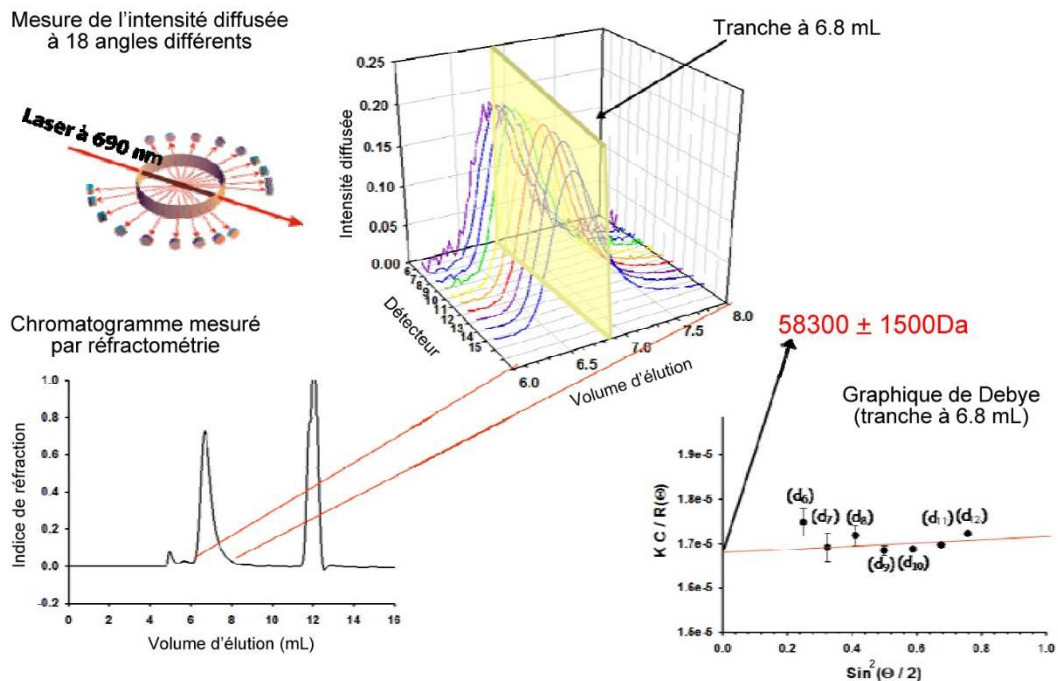 Mesure de l'intensité diffusée
à 18 angles différents
Laser à 690 nm
Tranche à 6.8 mL
Intensité diffusée
0.25
0.20
0.15
0.10
0.05
0.00
6
7
8
9
10
11
12
13
14
15
Détecteur
6.0
6.5
7.0
7.5
8.0
Volume d'élution
Chromatogramme mesuré
par réfractométrie
Indice de réfraction
1.0
0.8
0.6
0.4
0.2
0.0
-0.2
0 2 4 6 8 10 12 14 16
Volume d'élution (mL)
58300 ± 1500Da
Graphique de Debye
(tranche à 6.8 mL)
K C / R(Θ)
1.9e-5
1.8e-5
1.7e-5
1.6e-5
1.5e-5
(d6)
(d7)
(d8)
(d9)
(d10)
(d11)
(d12)
0.0 0.2 0.4 0.6 0.8 1.0
Sin²(Θ / 2)